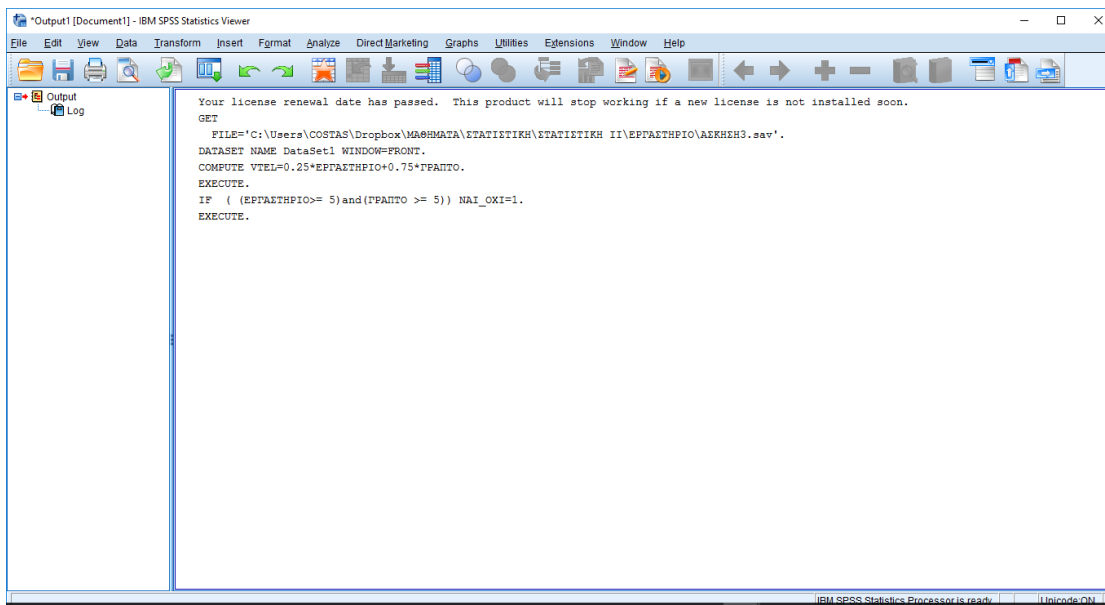 *Output1 [Document1] - IBM SPSS Statistics Viewer
File Edit View Data Transform Insert Format Analyze Direct Marketing Graphs Utilities Extensions Window Help
Output
Log
Your license renewal date has passed. This product will stop working if a new license is not installed soon.
GET
FILE='C:\Users\COSTAS\Dropbox\ΜΑΘΗΜΑΤΑ\ΣΤΑΤΙΣΤΙΚΗ\ΣΤΑΤΙΣΤΙΚΗ ΙΙ\ΕΡΓΑΣΤΗΡΙΟ\ΑΣΚΗΣΗ3.sav'.
DATASET NAME DataSet1 WINDOW=FRONT.
COMPUTE VTEL=0.25*ΕΡΓΑΣΤΗΡΙΟ+0.75*ΓΡΑΠΤΟ.
EXECUTE.
IF ( (ΕΡΓΑΣΤΗΡΙΟ>= 5)and(ΓΡΑΠΤΟ >= 5)) NAI_OXI=1.
EXECUTE.
IBM SPSS Statistics Processor is ready Unicode:ON